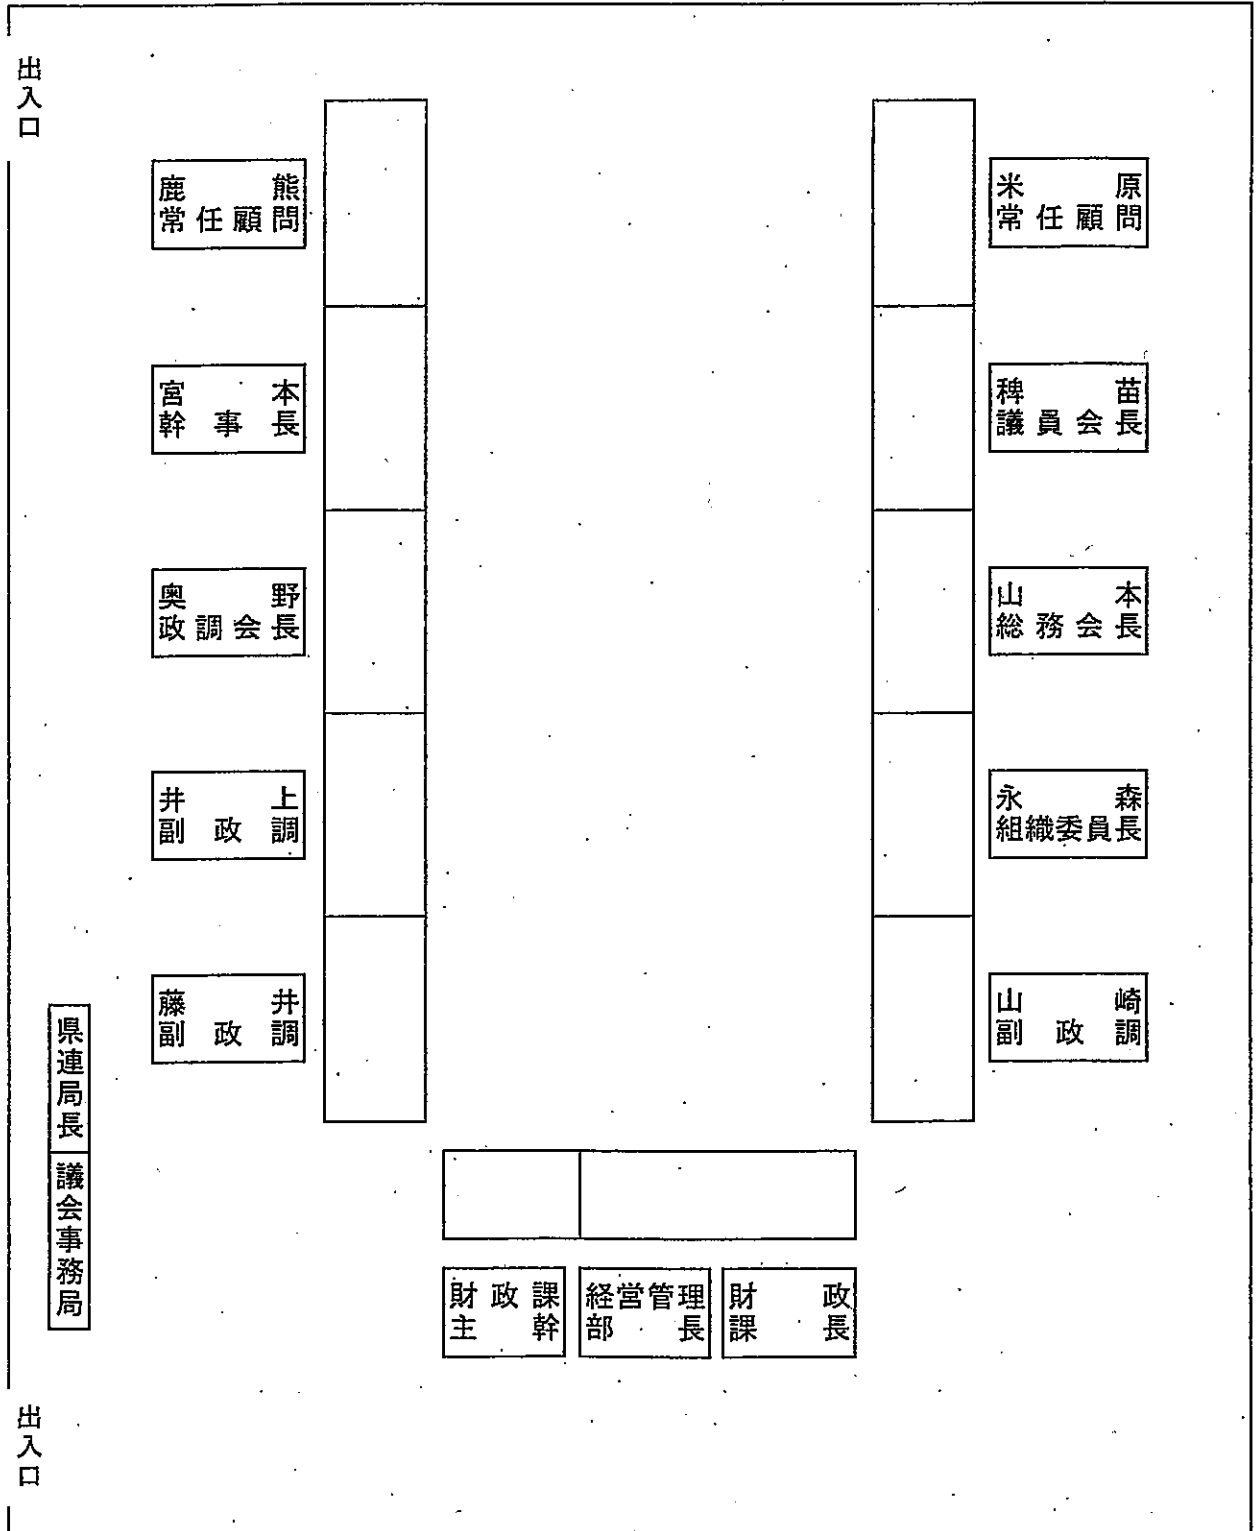 出入口
鹿熊
常任顧問
米原
常任顧問
宮本
幹事長
稗苗
議員会長
奥野
政調会長
山本
総務会長
井上
副政調
永森
組織委員長
藤井
副政調
山崎
副政調
県連局長
議会事務局
財政課
主幹
経営管理
部長
財政
課長
出入口